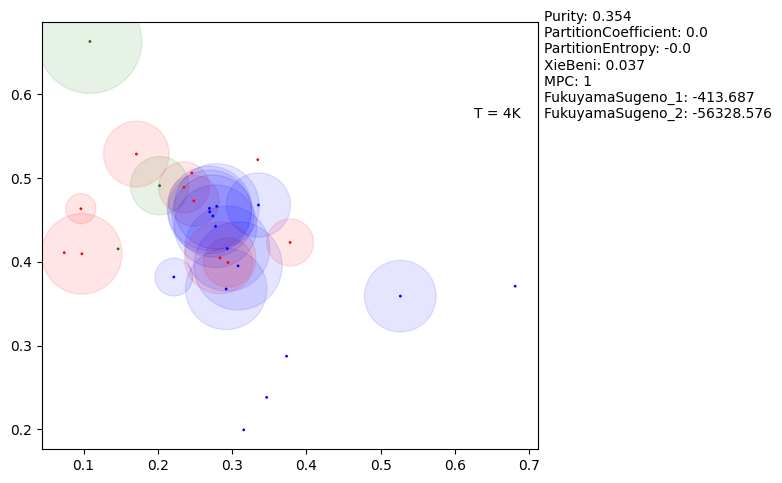 Purity: 0.354
PartitionCoefficient: 0.0
PartitionEntropy: -0.0
XieBeni: 0.037
MPC: 1
FukuyamaSugeno_1: -413.687
FukuyamaSugeno_2: -56328.576
T = 4K
0.6
0.5
0.4
0.3
0.2
0.1 0.2 0.3 0.4 0.5 0.6 0.7